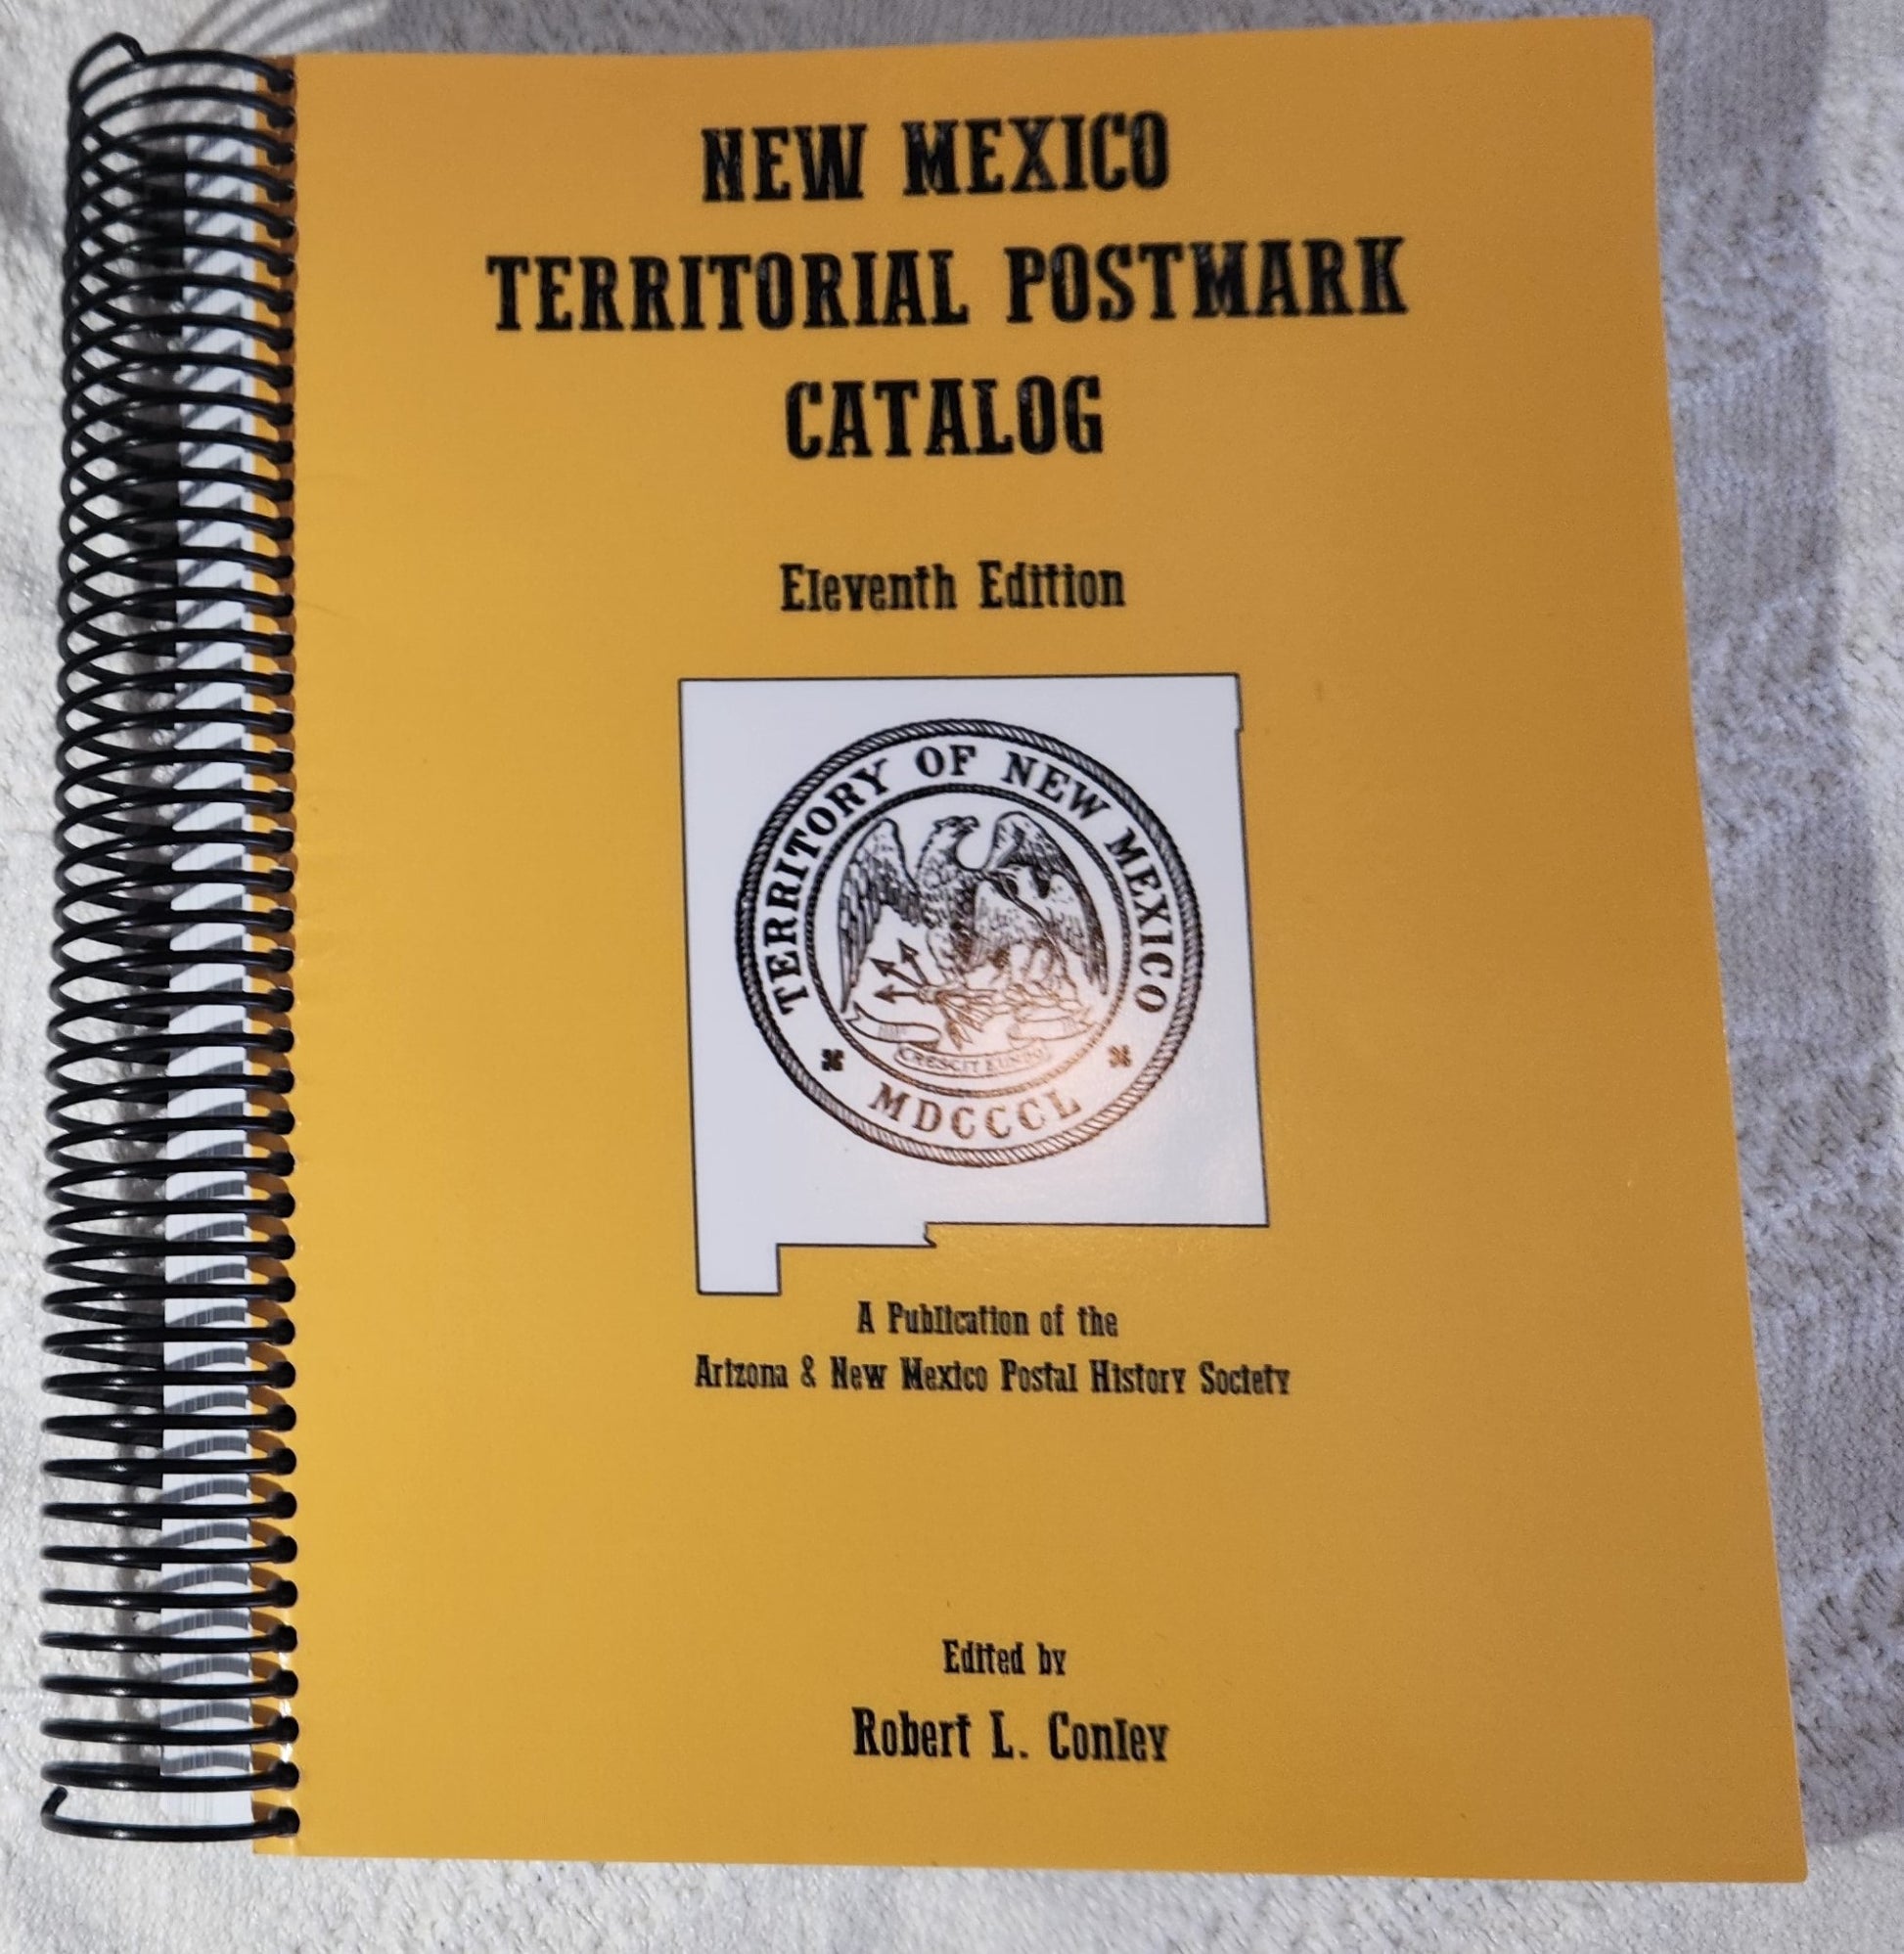 NEW MEXICO
TERRITORIAL POSTMARK
CATALOG
Eleventh Edition
TERRITORY OF NEW MEXICO
CRESCIT EUNDO
MDCCCL
A Publication of the
Arizona & New Mexico Postal History Society
Edited by
Robert L. Conley